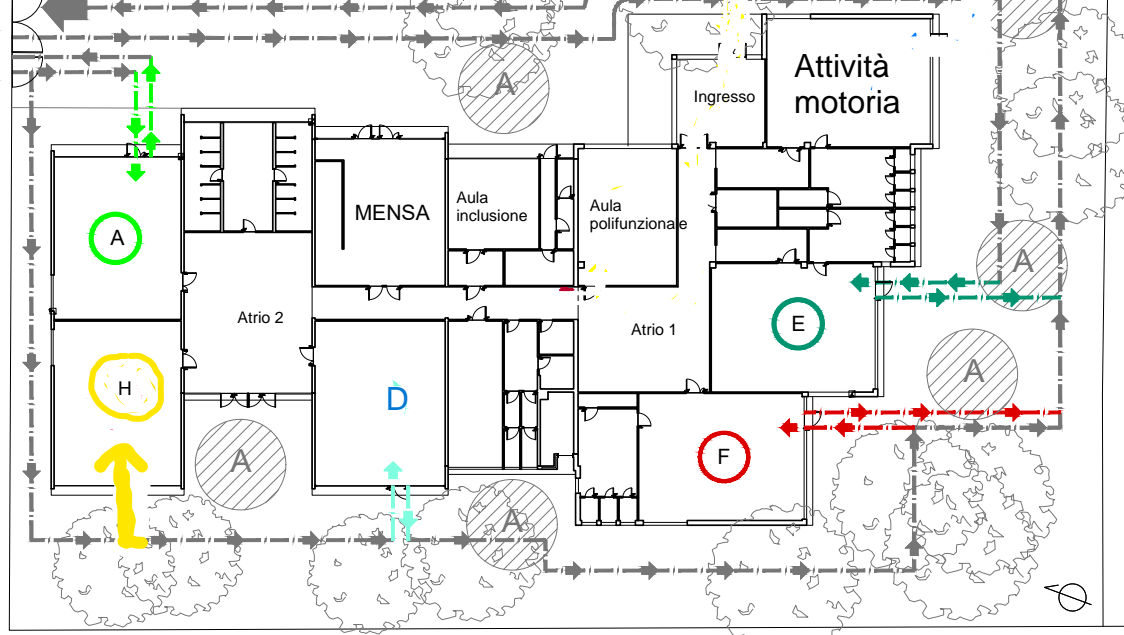 Attività
motoria
A
Ingresso
Aula
inclusione
MENSA
Aula
polifunzionale
A
A
E
Atrio 2
Atrio 1
A
H
D
A
F
A